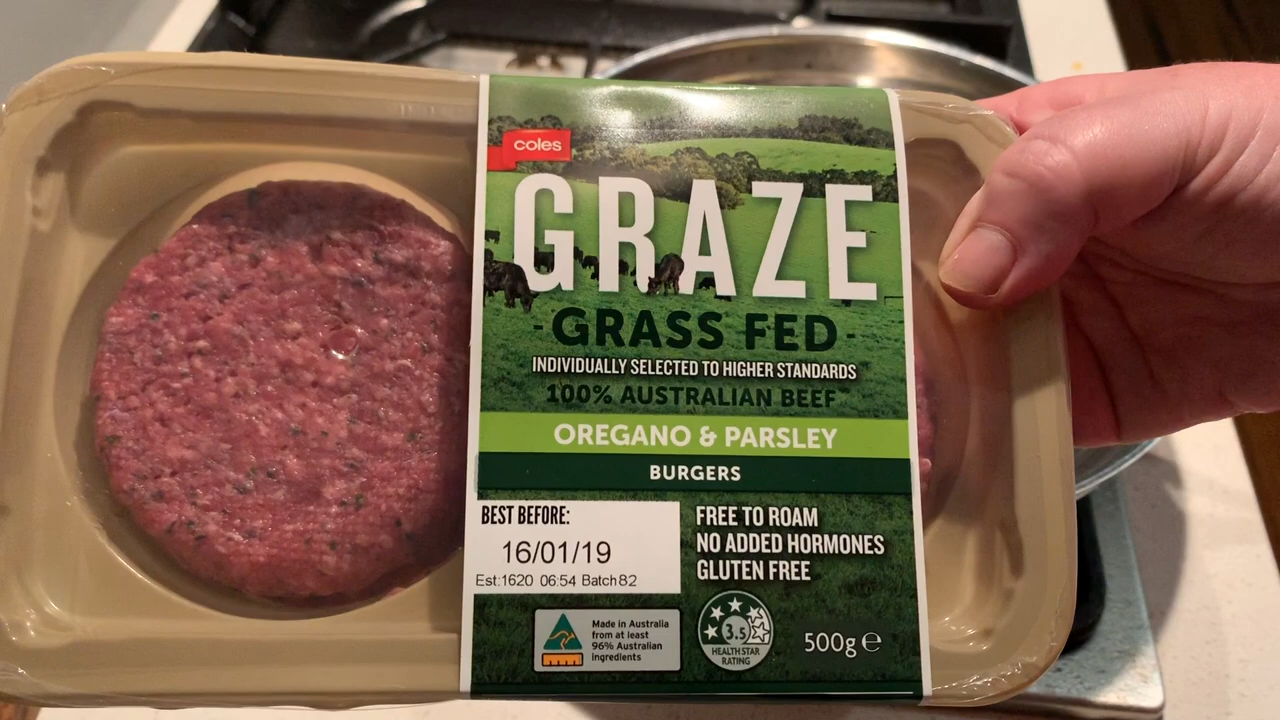 coles
GRAZE
-GRASS FED-
INDIVIDUALLY SELECTED TO HIGHER STANDARDS
100% AUSTRALIAN BEEF
OREGANO & PARSLEY
BURGERS
BEST BEFORE:
16/01/19
Est:1620 06:54 Batch82
FREE TO ROAM
NO ADDED HORMONES
GLUTEN FREE
Made in Australia
from at least
96% Australian
ingredients
3.5
HEALTH STAR
RATING
500g ℮